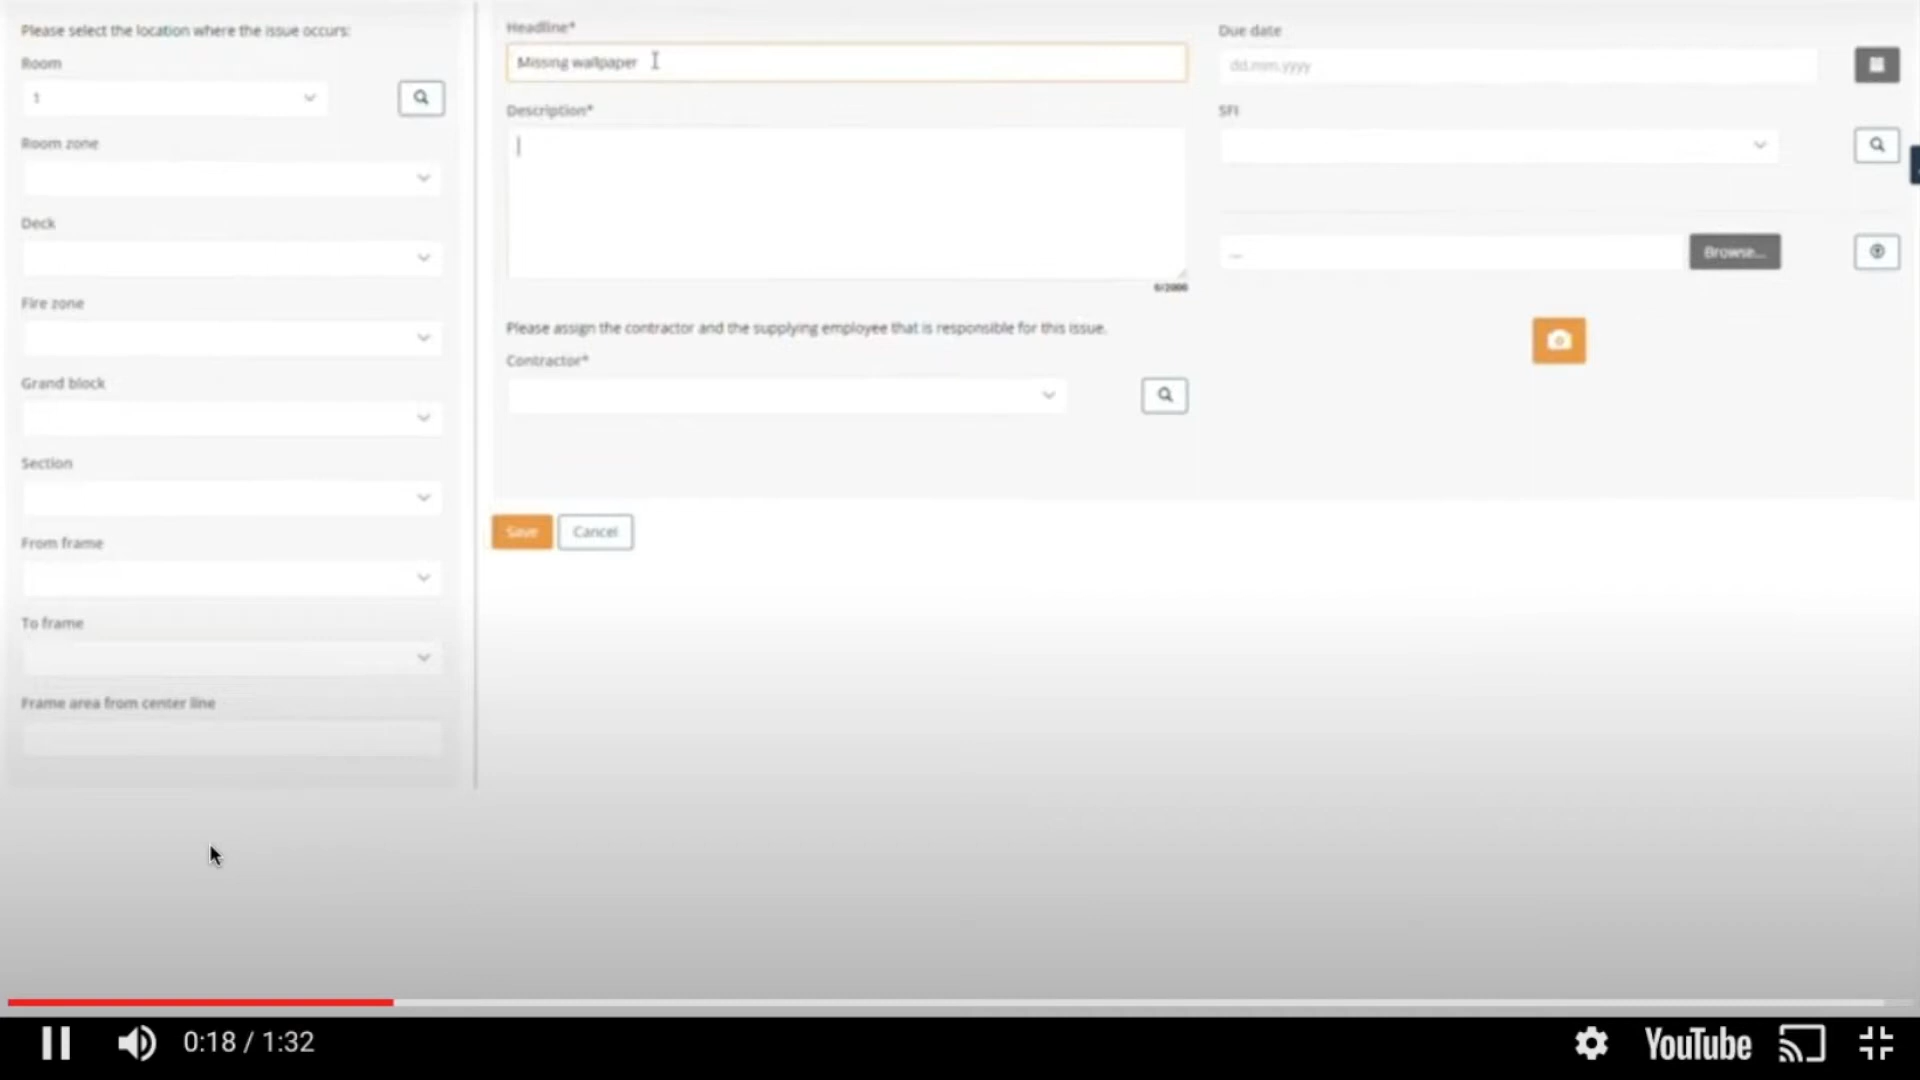 Please select the location where the issue occurs:
Room
1
Room zone
Deck
Fire zone
Grand block
Section
From frame
To frame
Frame area from center line
Headline*
Missing wallpaper
Description*
0/2000
Please assign the contractor and the supplying employee that is responsible for this issue.
Contractor*
Save
Cancel
Due date
dd.mm.yyyy
SFI
...
Browse...
0:18 / 1:32
YouTube